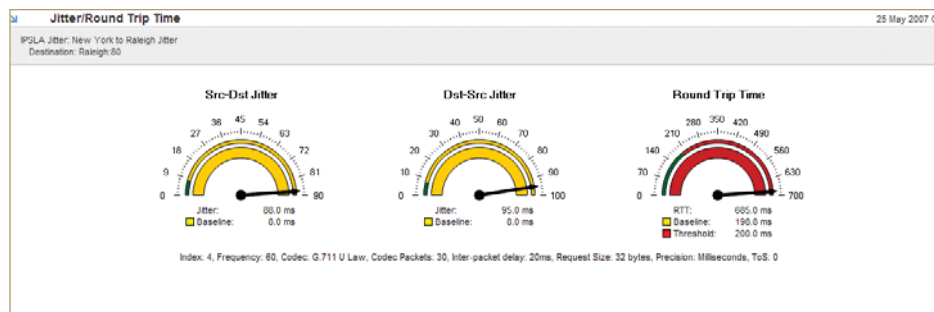 Jitter/Round Trip Time
25 May 2007
IPSLA Jitter: New York to Raleigh Jitter
Destination: Raleigh:80
Src-Dst Jitter
0 9 18 27 36 45 54 63 72 81 90
Jitter: 88.0 ms
Baseline: 8.0 ms
Dst-Src Jitter
0 10 20 30 40 50 60 70 80 90 100
Jitter: 95.0 ms
Baseline: 8.0 ms
Round Trip Time
0 70 140 210 280 350 420 490 560 630 700
RTT: 685.0 ms
Baseline: 198.8 ms
Threshold: 200.0 ms
Index: 4, Frequency: 60, Codec: G.711 U Law, Codec Packets: 30, Inter-packet delay: 20ms, Request Size: 32 bytes, Precision: Milliseconds, ToS: 0